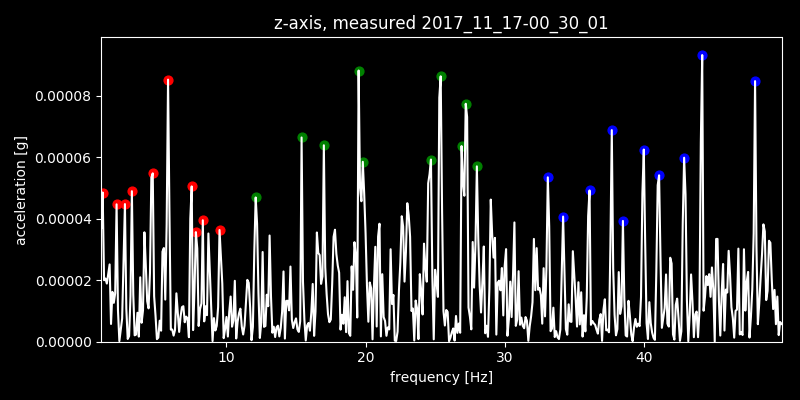 z-axis, measured 2017_11_17-00_30_01
acceleration [g]
0.00008
0.00006
0.00004
0.00002
0.00000
10 20 30 40
frequency [Hz]